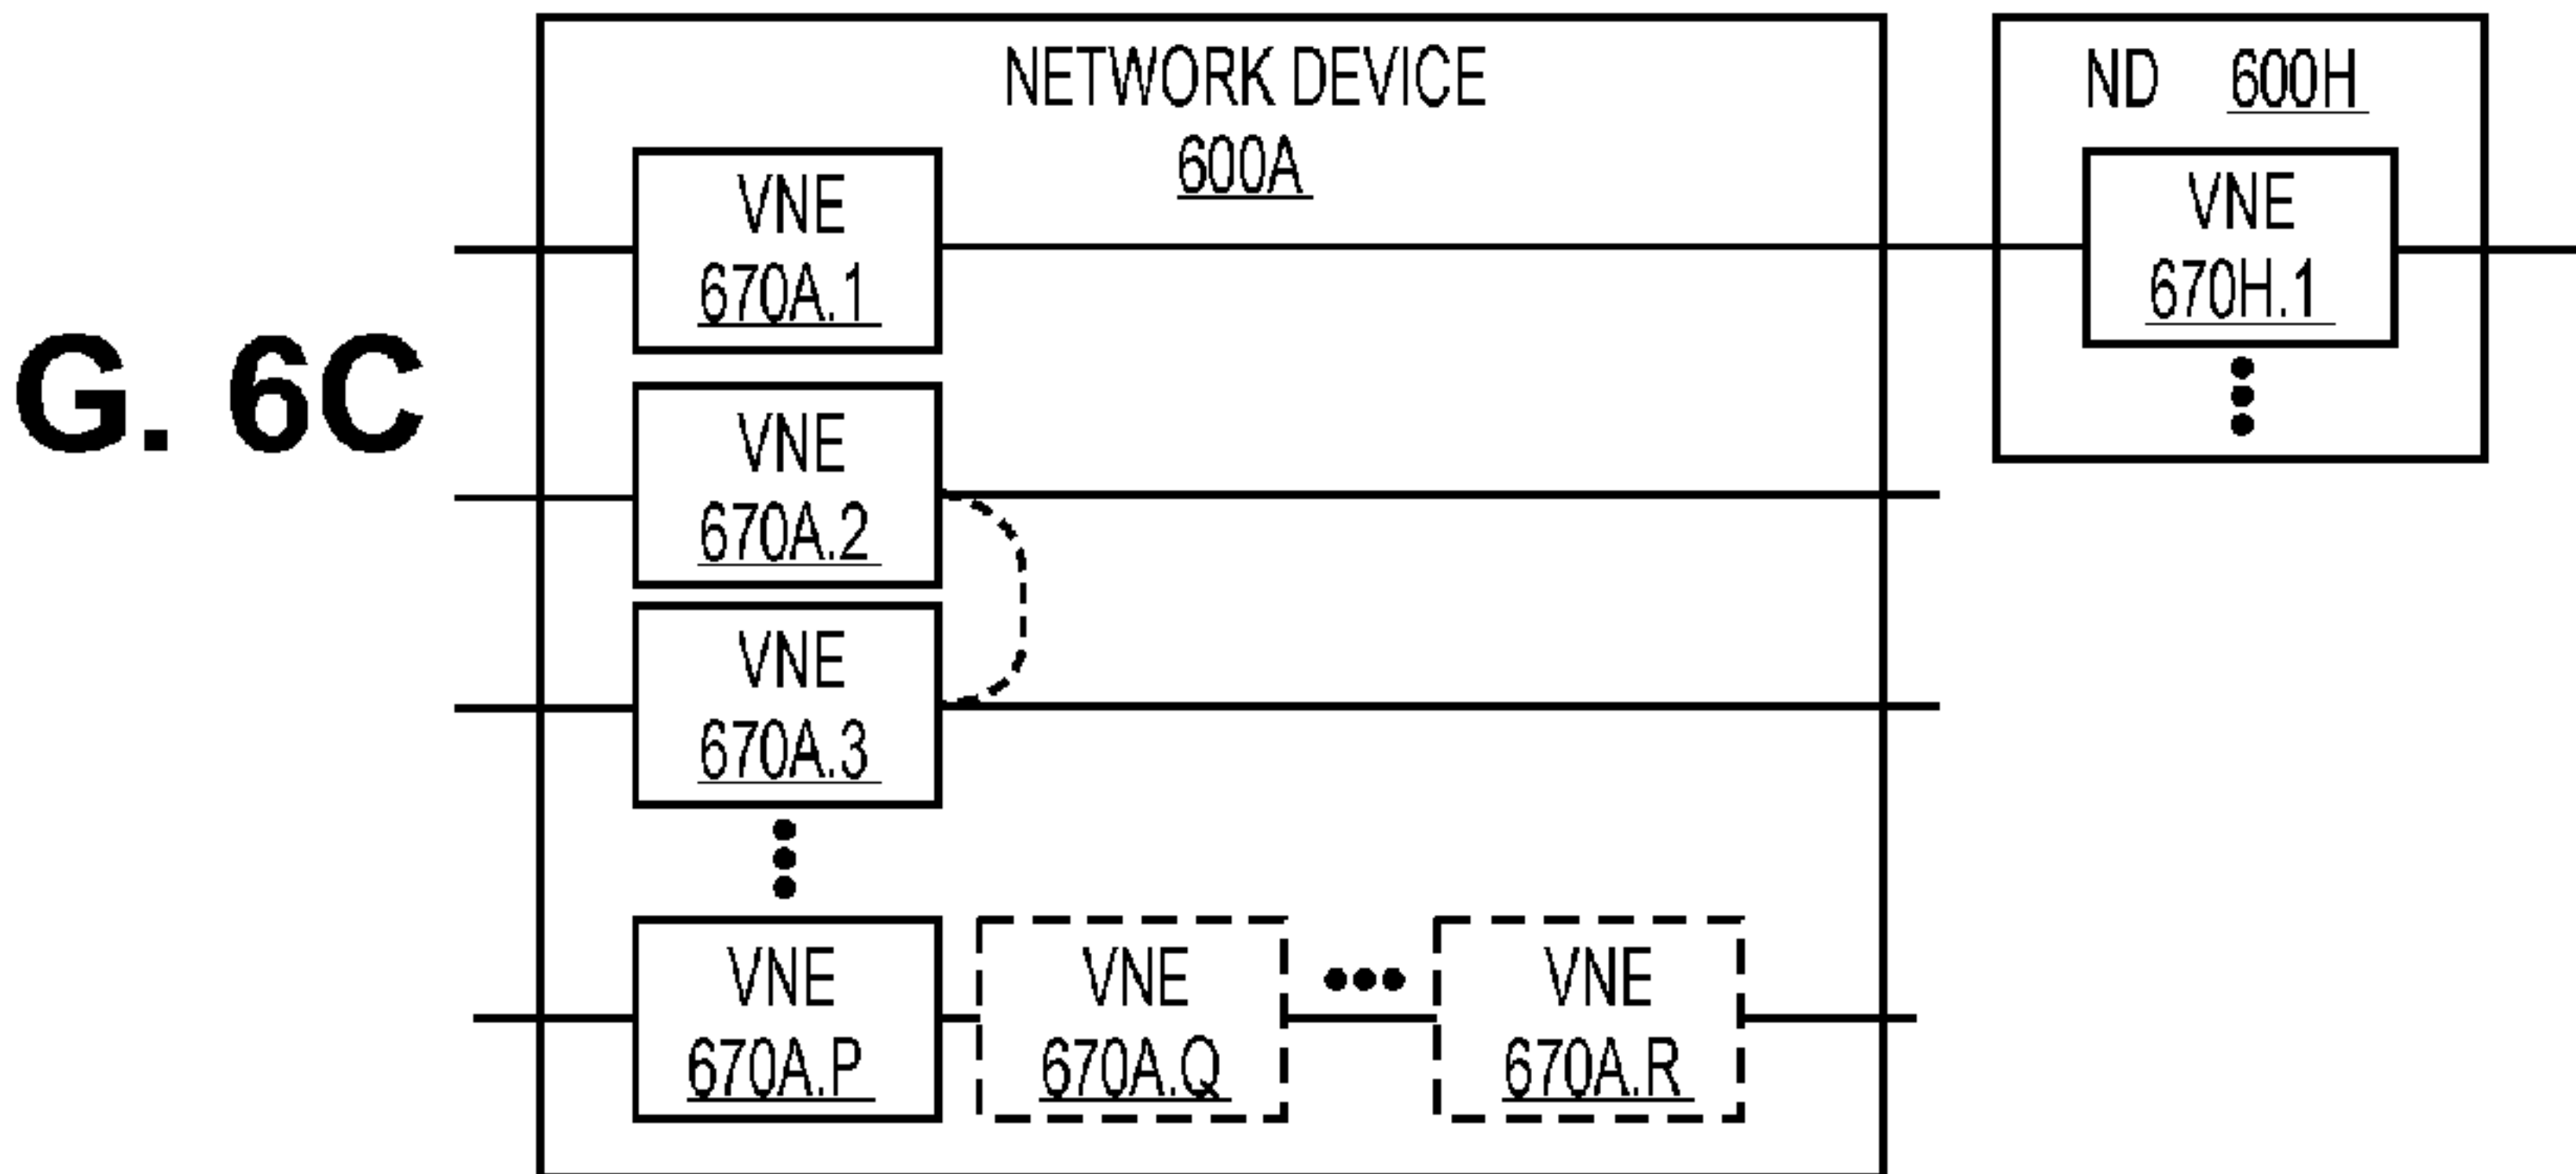 NETWORK DEVICE
600A
ND 600H
VNE
670A.1
VNE
670H.1
G. 6C
VNE
670A.2
VNE
670A.3
VNE
670A.P
VNE
670A.Q
VNE
670A.R